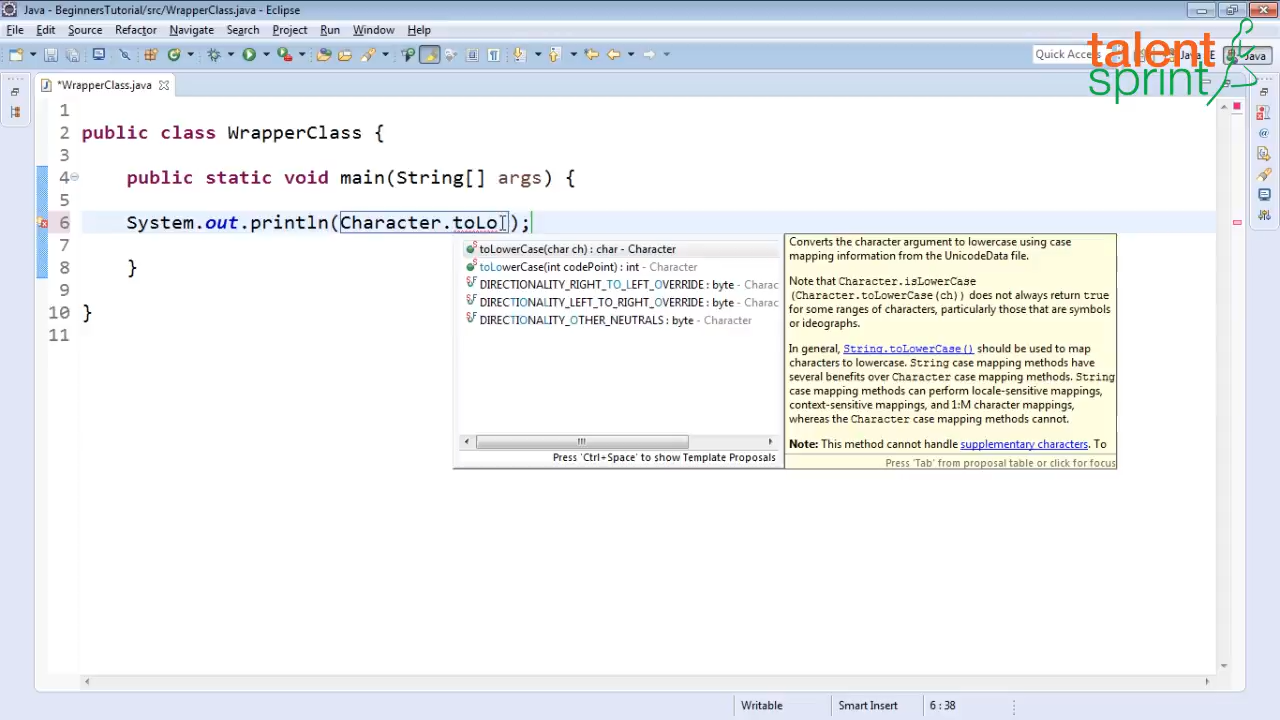 Java - BeginnersTutorial/src/WrapperClass.java - Eclipse
File Edit Source Refactor Navigate Search Project Run Window Help
Quick Acce
Java E
Java
talent
sprint
*WrapperClass.java
1
2 public class WrapperClass {
3
4 public static void main(String[] args) {
5
6 System.out.println(Character.toLo);
7
8 }
9
10 }
11
toLowerCase(char ch) : char - Character
toLowerCase(int codePoint) : int - Character
DIRECTIONALITY_RIGHT_TO_LEFT_OVERRIDE : byte - Charac
DIRECTIONALITY_LEFT_TO_RIGHT_OVERRIDE : byte - Charac
DIRECTIONALITY_OTHER_NEUTRALS : byte - Character
Press 'Ctrl+Space' to show Template Proposals
Converts the character argument to lowercase using case
mapping information from the UnicodeData file.
Note that Character.isLowerCase
(Character.toLowerCase(ch)) does not always return true
for some ranges of characters, particularly those that are symbols
or ideographs.
In general, String.toLowerCase() should be used to map
characters to lowercase. String case mapping methods have
several benefits over Character case mapping methods. String
case mapping methods can perform locale-sensitive mappings,
context-sensitive mappings, and 1:M character mappings,
whereas the Character case mapping methods cannot.
Note: This method cannot handle supplementary characters. To
Press 'Tab' from proposal table or click for focus
Writable
Smart Insert
6 : 38